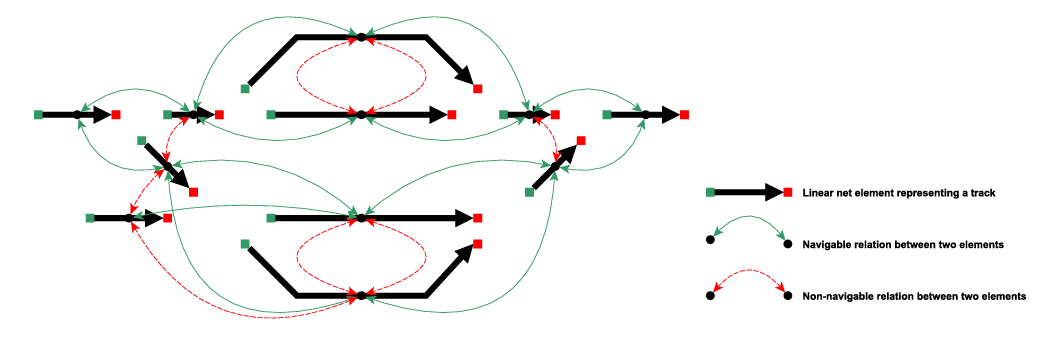 Linear net element representing a track
Navigable relation between two elements
Non-navigable relation between two elements